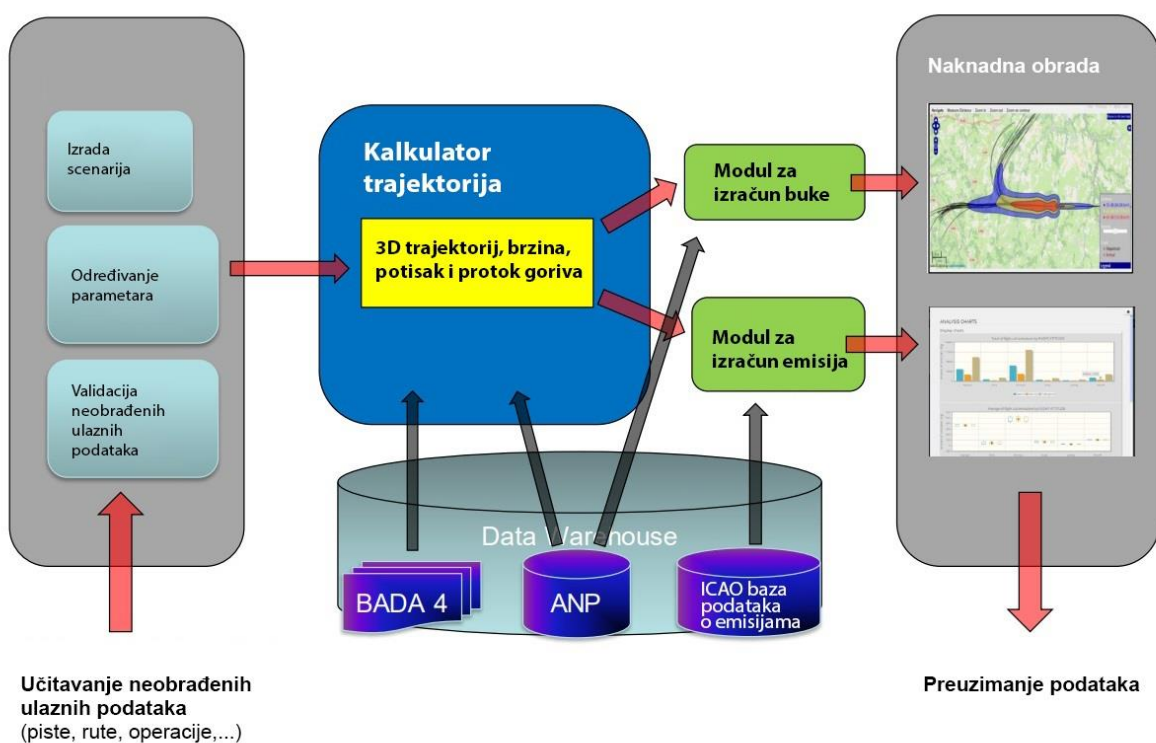 Izrada
scenarija
Određivanje
parametara
Validacija
neobrađenih
ulaznih
podataka
Učitavanje neobrađenih
ulaznih podataka
(piste, rute, operacije,...)
Kalkulator
trajektorija
3D trajektorij, brzina,
potisak i protok goriva
Modul za
izračun buke
Modul za
izračun emisija
Data Warehouse
BADA 4
ANP
ICAO baza
podataka
o emisijama
Naknadna obrada
ANALYSIS CHARTS
Preuzimanje podataka